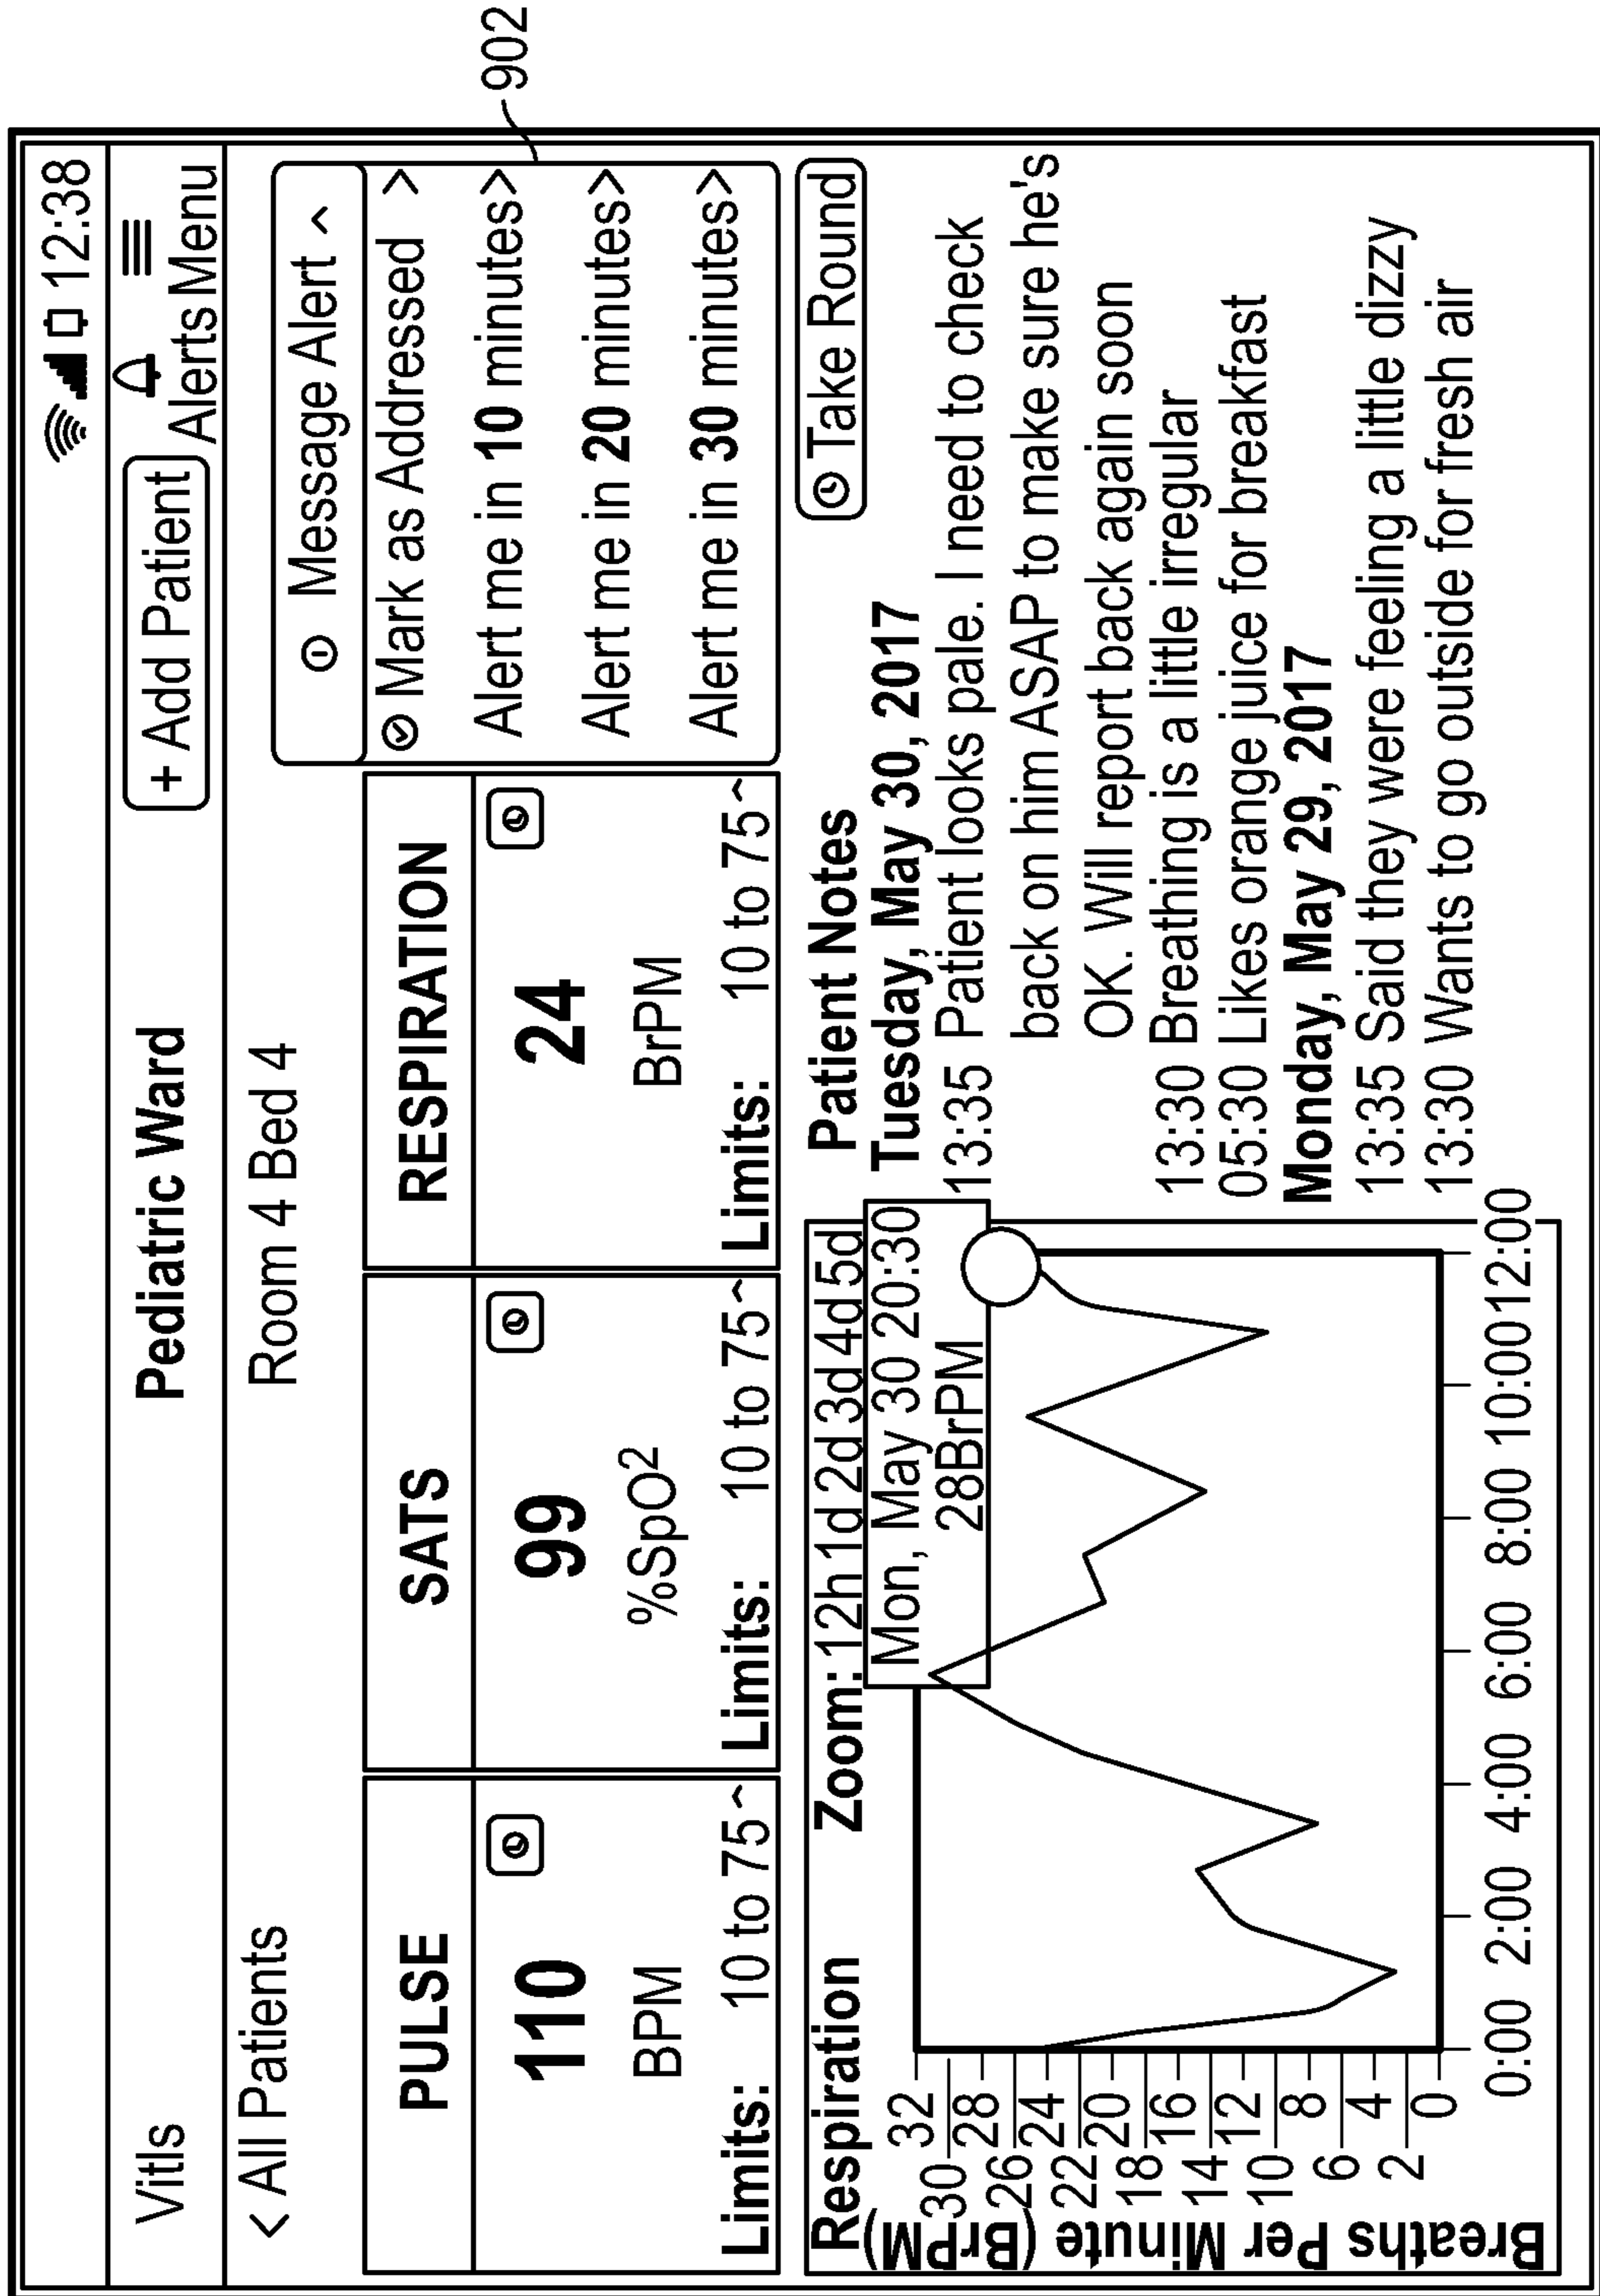 12:38
Vitls
Pediatric Ward
+ Add Patient
Alerts Menu
< All Patients
Room 4 Bed 4
Message Alert ^
902
PULSE
110
BPM
Limits: 10 to 75 ^
SATS
99
%SpO2
Limits: 10 to 75 ^
RESPIRATION
24
BrPM
Limits: 10 to 75 ^
Mark as Addressed >
Alert me in 10 minutes>
Alert me in 20 minutes>
Alert me in 30 minutes>
Respiration
Zoom: 12h 1d 2d 3d 4d 5d
Mon, May 30 20:30
28BrPM
Breaths Per Minute (BrPM)
32
30
28
26
24
22
20
18
16
14
12
10
8
6
4
2
0
0:00 2:00 4:00 6:00 8:00 10:00 12:00
Patient Notes
Take Round
Tuesday, May 30, 2017
13:35 Patient looks pale. I need to check
back on him ASAP to make sure he's
OK. Will report back again soon
13:30 Breathing is a little irregular
05:30 Likes orange juice for breakfast
Monday, May 29, 2017
13:35 Said they were feeling a little dizzy
13:30 Wants to go outside for fresh air